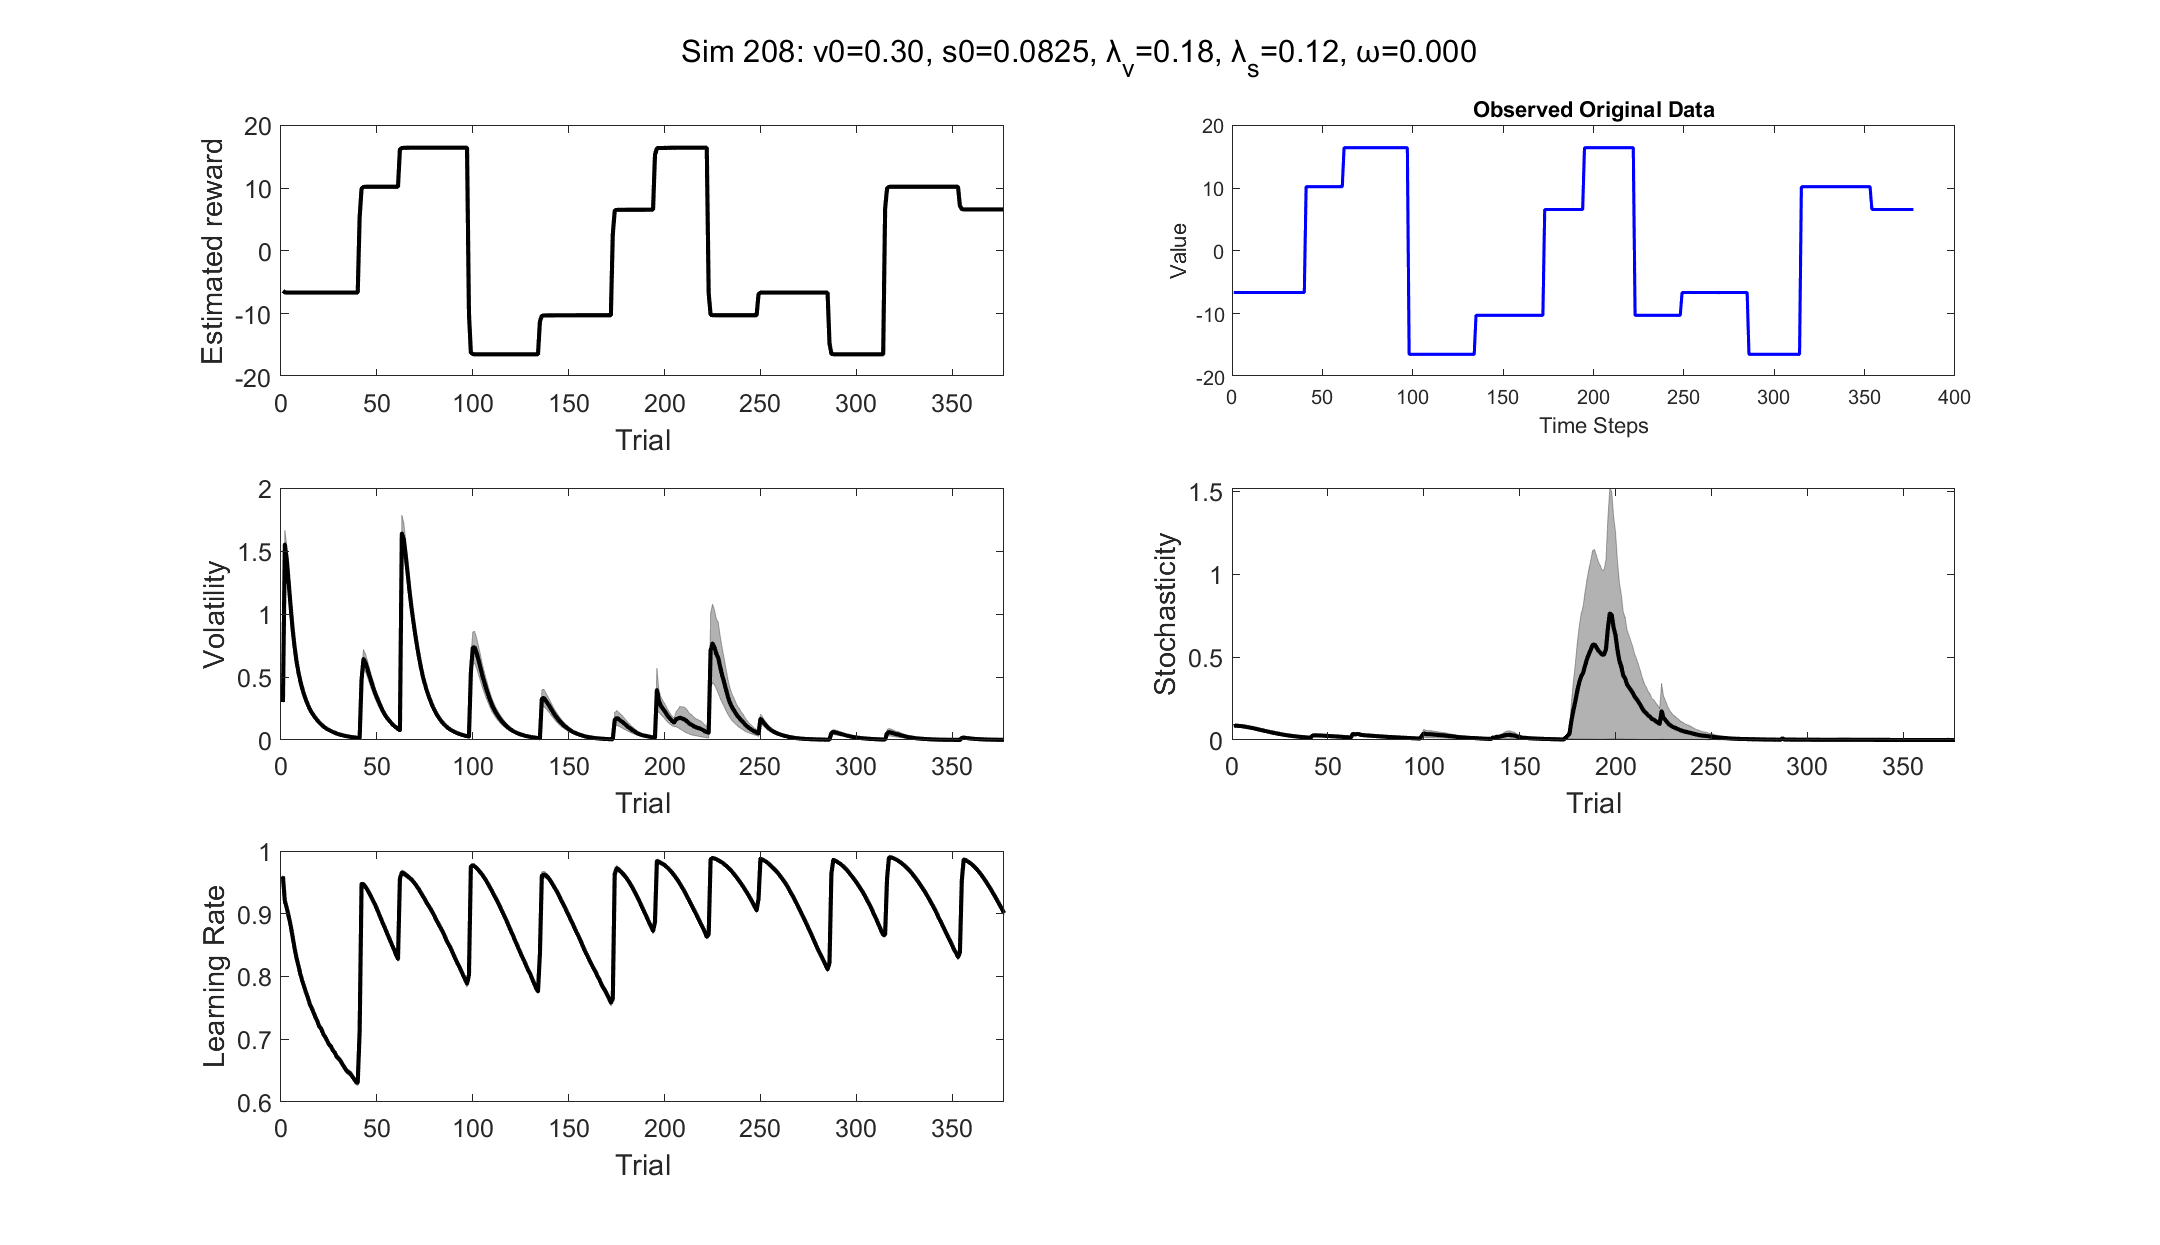 Sim 208: v0=0.30, s0=0.0825, λv=0.18, λs=0.12, ω=0.000
Estimated reward
20
10
0
-10
-20
0 50 100 150 200 250 300 350
Trial
Observed Original Data
Value
20
10
0
-10
-20
0 50 100 150 200 250 300 350 400
Time Steps
Volatility
2
1.5
1
0.5
0
0 50 100 150 200 250 300 350
Trial
Stochasticity
1.5
1
0.5
0
0 50 100 150 200 250 300 350
Trial
Learning Rate
1
0.9
0.8
0.7
0.6
0 50 100 150 200 250 300 350
Trial